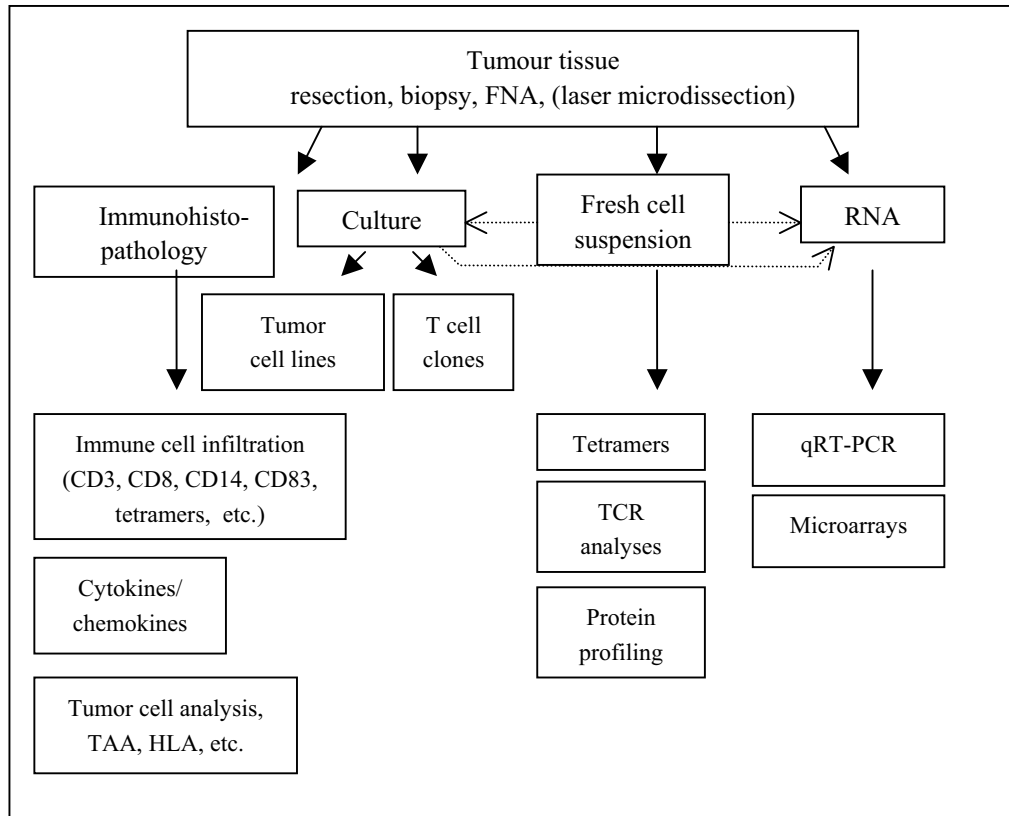 Tumour tissue
resection, biopsy, FNA, (laser microdissection)
Immunohisto-
pathology
Culture
Fresh cell
suspension
RNA
Tumor
cell lines
T cell
clones
Immune cell infiltration
(CD3, CD8, CD14, CD83,
tetramers, etc.)
Cytokines/
chemokines
Tumor cell analysis,
TAA, HLA, etc.
Tetramers
TCR
analyses
Protein
profiling
qRT-PCR
Microarrays